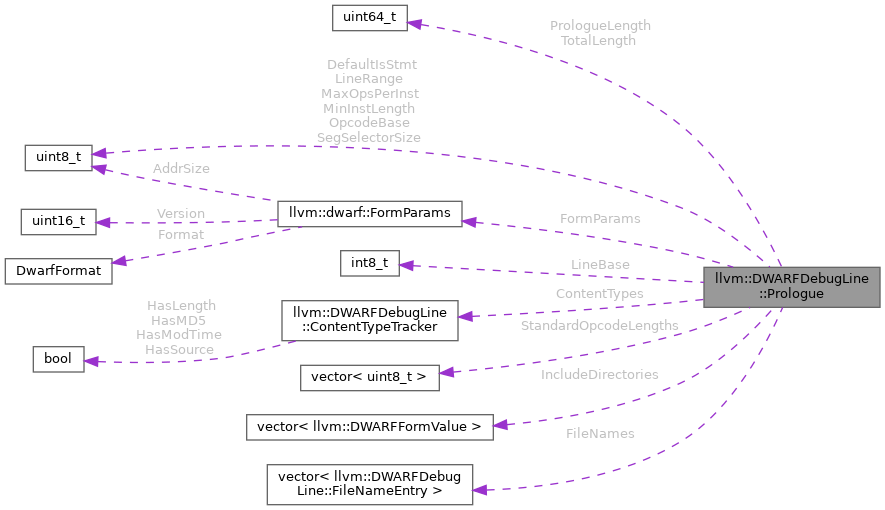 uint64_t
PrologueLength
TotalLength
DefaultIsStmt
LineRange
MaxOpsPerInst
MinInstLength
OpcodeBase
SegSelectorSize
uint8_t
AddrSize
llvm::dwarf::FormParams
Version
uint16_t
FormParams
Format
int8_t
LineBase
DwarfFormat
llvm::DWARFDebugLine
::Prologue
ContentTypes
HasLength
HasMD5
HasModTime
HasSource
llvm::DWARFDebugLine
::ContentTypeTracker
StandardOpcodeLengths
bool
vector< uint8_t >
IncludeDirectories
vector< llvm::DWARFFormValue >
FileNames
vector< llvm::DWARFDebug
Line::FileNameEntry >